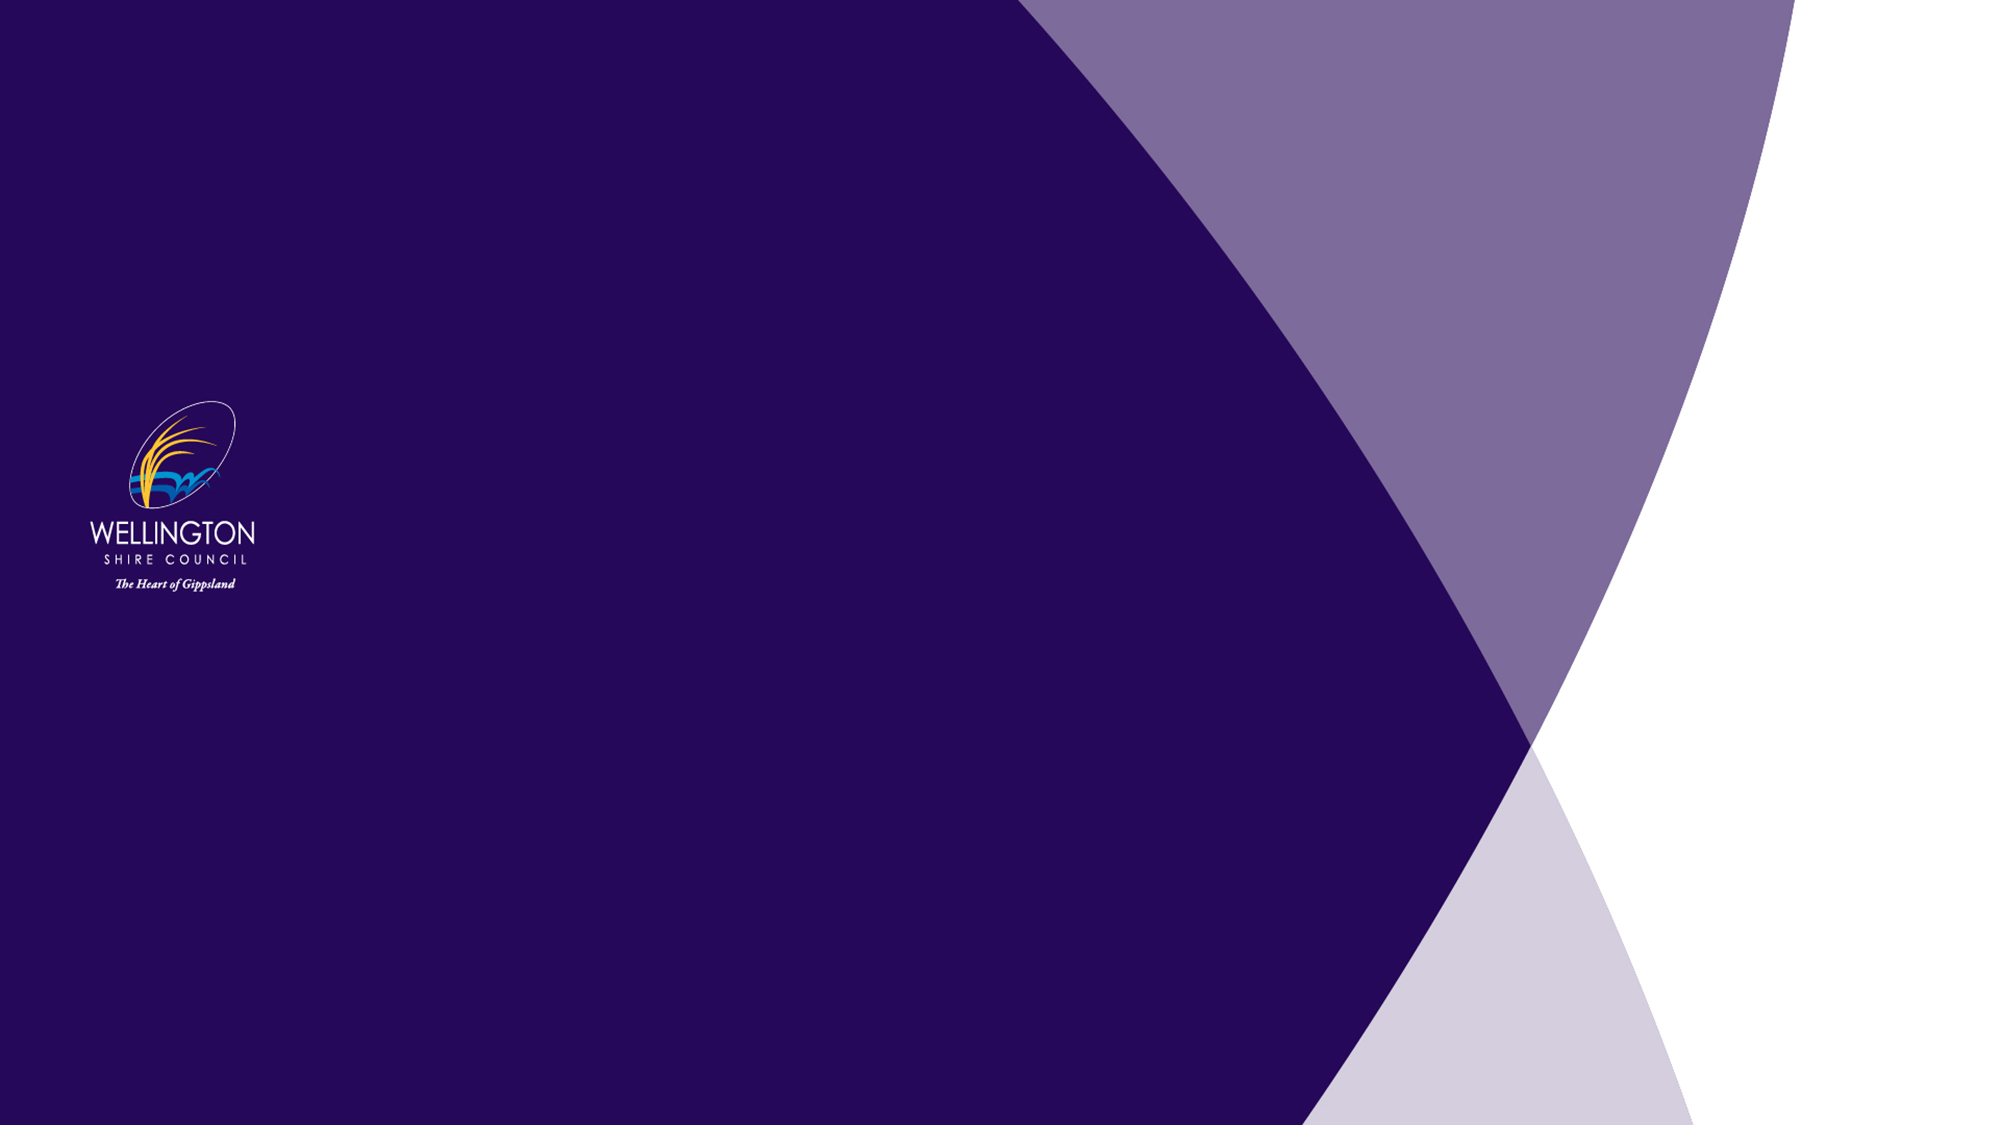 WELLINGTON
SHIRE COUNCIL
The Heart of Gippsland